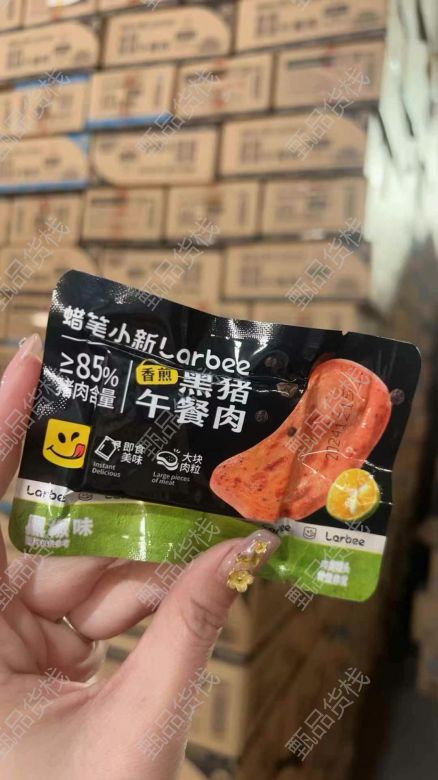 蜡笔小新Larbee
≥85%
猪肉含量
香煎
黑猪
午餐肉
即食
美味
Instant
Delicious
大块
肉粒
Large pieces
of meat
Larbee
Larbee
黑椒味
甄品货栈